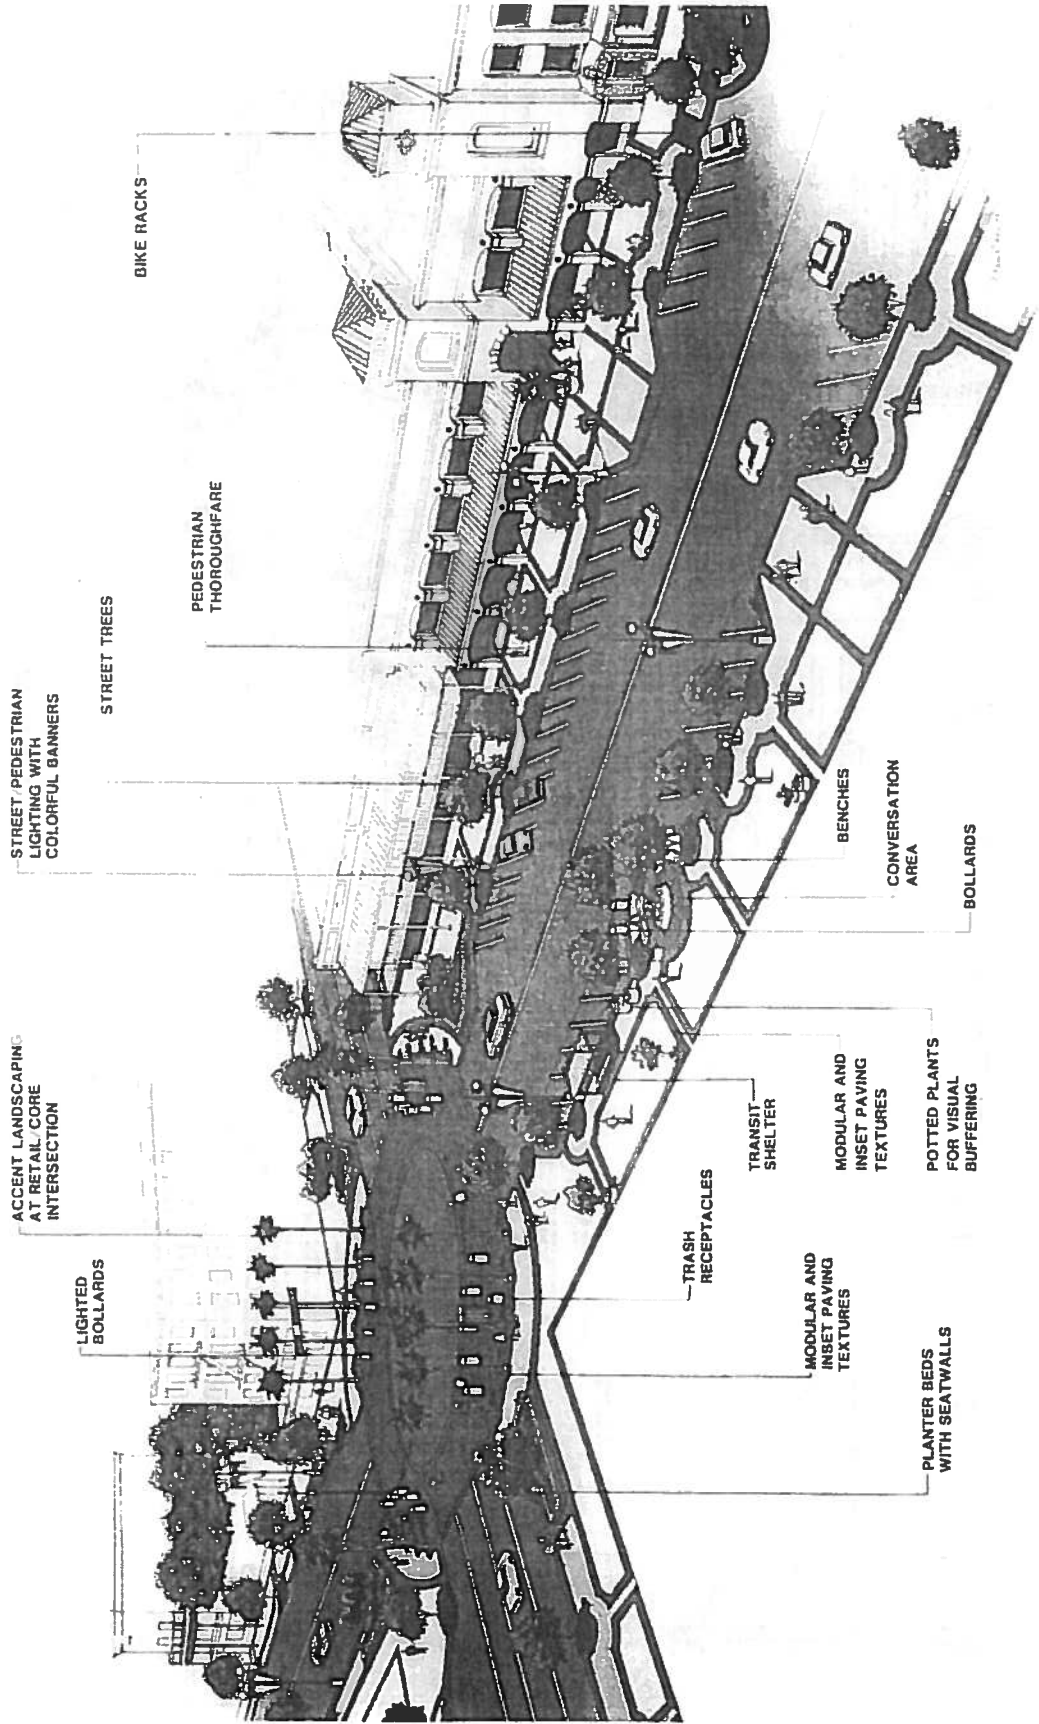 LIGHTED
BOLLARDS
ACCENT LANDSCAPING
AT RETAIL/CORE
INTERSECTION
STREET/PEDESTRIAN
LIGHTING WITH
COLORFUL BANNERS
STREET TREES
PEDESTRIAN
THOROUGHFARE
BIKE RACKS
PLANTER BEDS
WITH SEATWALLS
MODULAR AND
INSET PAVING
TEXTURES
TRASH
RECEPTACLES
TRANSIT
SHELTER
MODULAR AND
INSET PAVING
TEXTURES
POTTED PLANTS
FOR VISUAL
BUFFERING
BENCHES
CONVERSATION
AREA
BOLLARDS